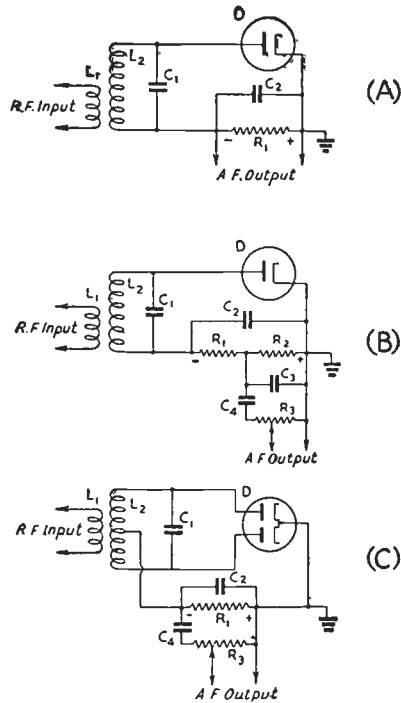 D
L1 L2 C1 C2
R.F. Input
(A)
- R1 +
A.F. Output
D
L1 L2 C1 C2
R.F Input
(B)
- R1 R2 +
C3
C4
R3
A F Output
D
L1 L2 C1
R F Input
(C)
C2
- R1 +
C4
R3
A F Output